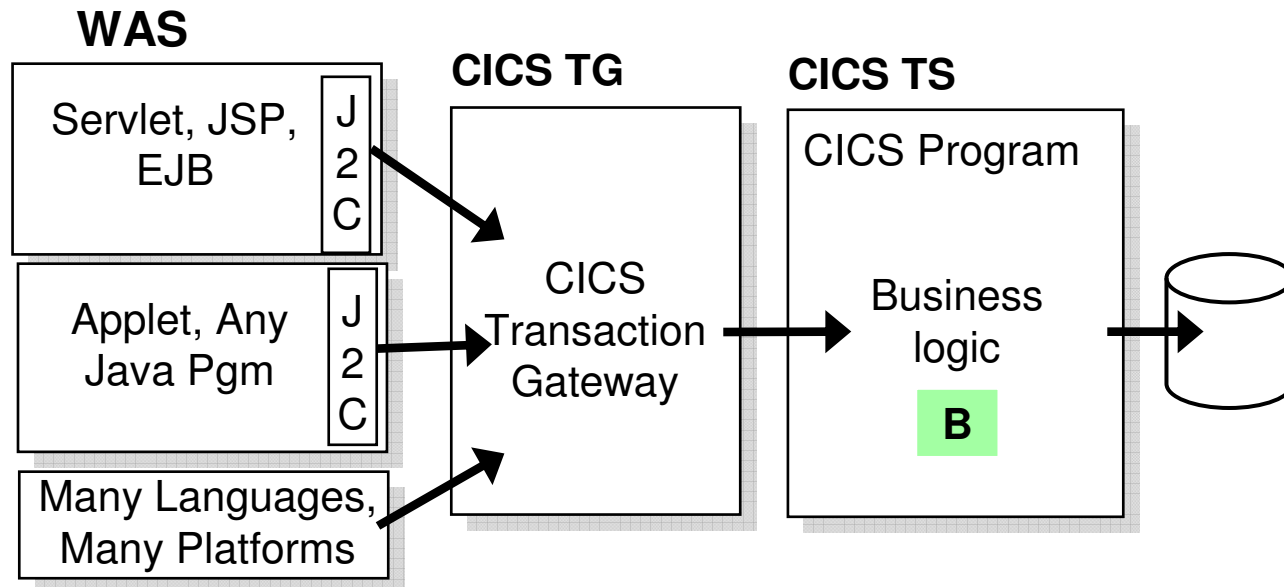 WAS
Servlet, JSP,
EJB
J
2
C
Applet, Any
Java Pgm
J
2
C
Many Languages,
Many Platforms
CICS TG
CICS
Transaction
Gateway
CICS TS
CICS Program
Business
logic
B